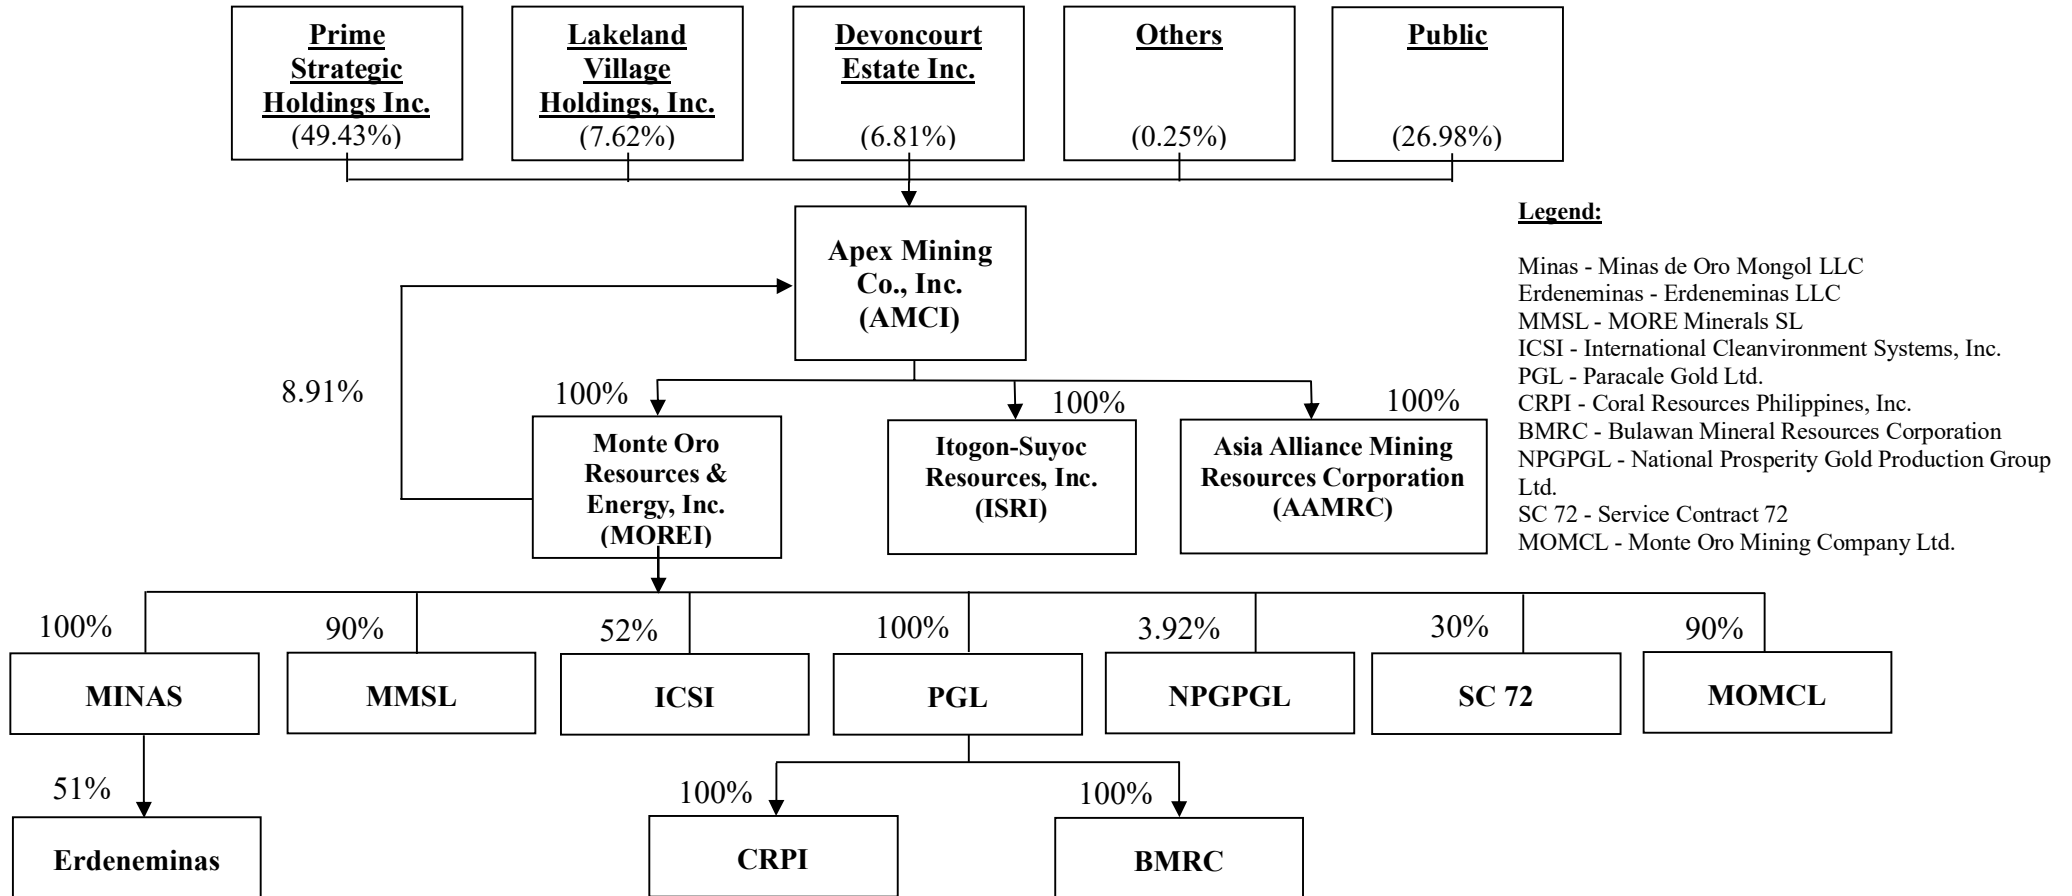 Prime
Strategic
Holdings Inc.
(49.43%)
Lakeland
Village
Holdings, Inc.
(7.62%)
Devoncourt
Estate Inc.
(6.81%)
Others
(0.25%)
Public
(26.98%)
Apex Mining
Co., Inc.
(AMCI)
Legend:
Minas - Minas de Oro Mongol LLC
Erdeneminas - Erdeneminas LLC
MMSL - MORE Minerals SL
ICSI - International Cleanvironment Systems, Inc.
PGL - Paracale Gold Ltd.
CRPI - Coral Resources Philippines, Inc.
BMRC - Bulawan Mineral Resources Corporation
NPGPGL - National Prosperity Gold Production Group
Ltd.
SC 72 - Service Contract 72
MOMCL - Monte Oro Mining Company Ltd.
8.91%
100%
Monte Oro
Resources &
Energy, Inc.
(MOREI)
100%
Itogon-Suyoc
Resources, Inc.
(ISRI)
100%
Asia Alliance Mining
Resources Corporation
(AAMRC)
100%
MINAS
90%
MMSL
52%
ICSI
100%
PGL
3.92%
NPGPGL
30%
SC 72
90%
MOMCL
51%
Erdeneminas
100%
CRPI
100%
BMRC